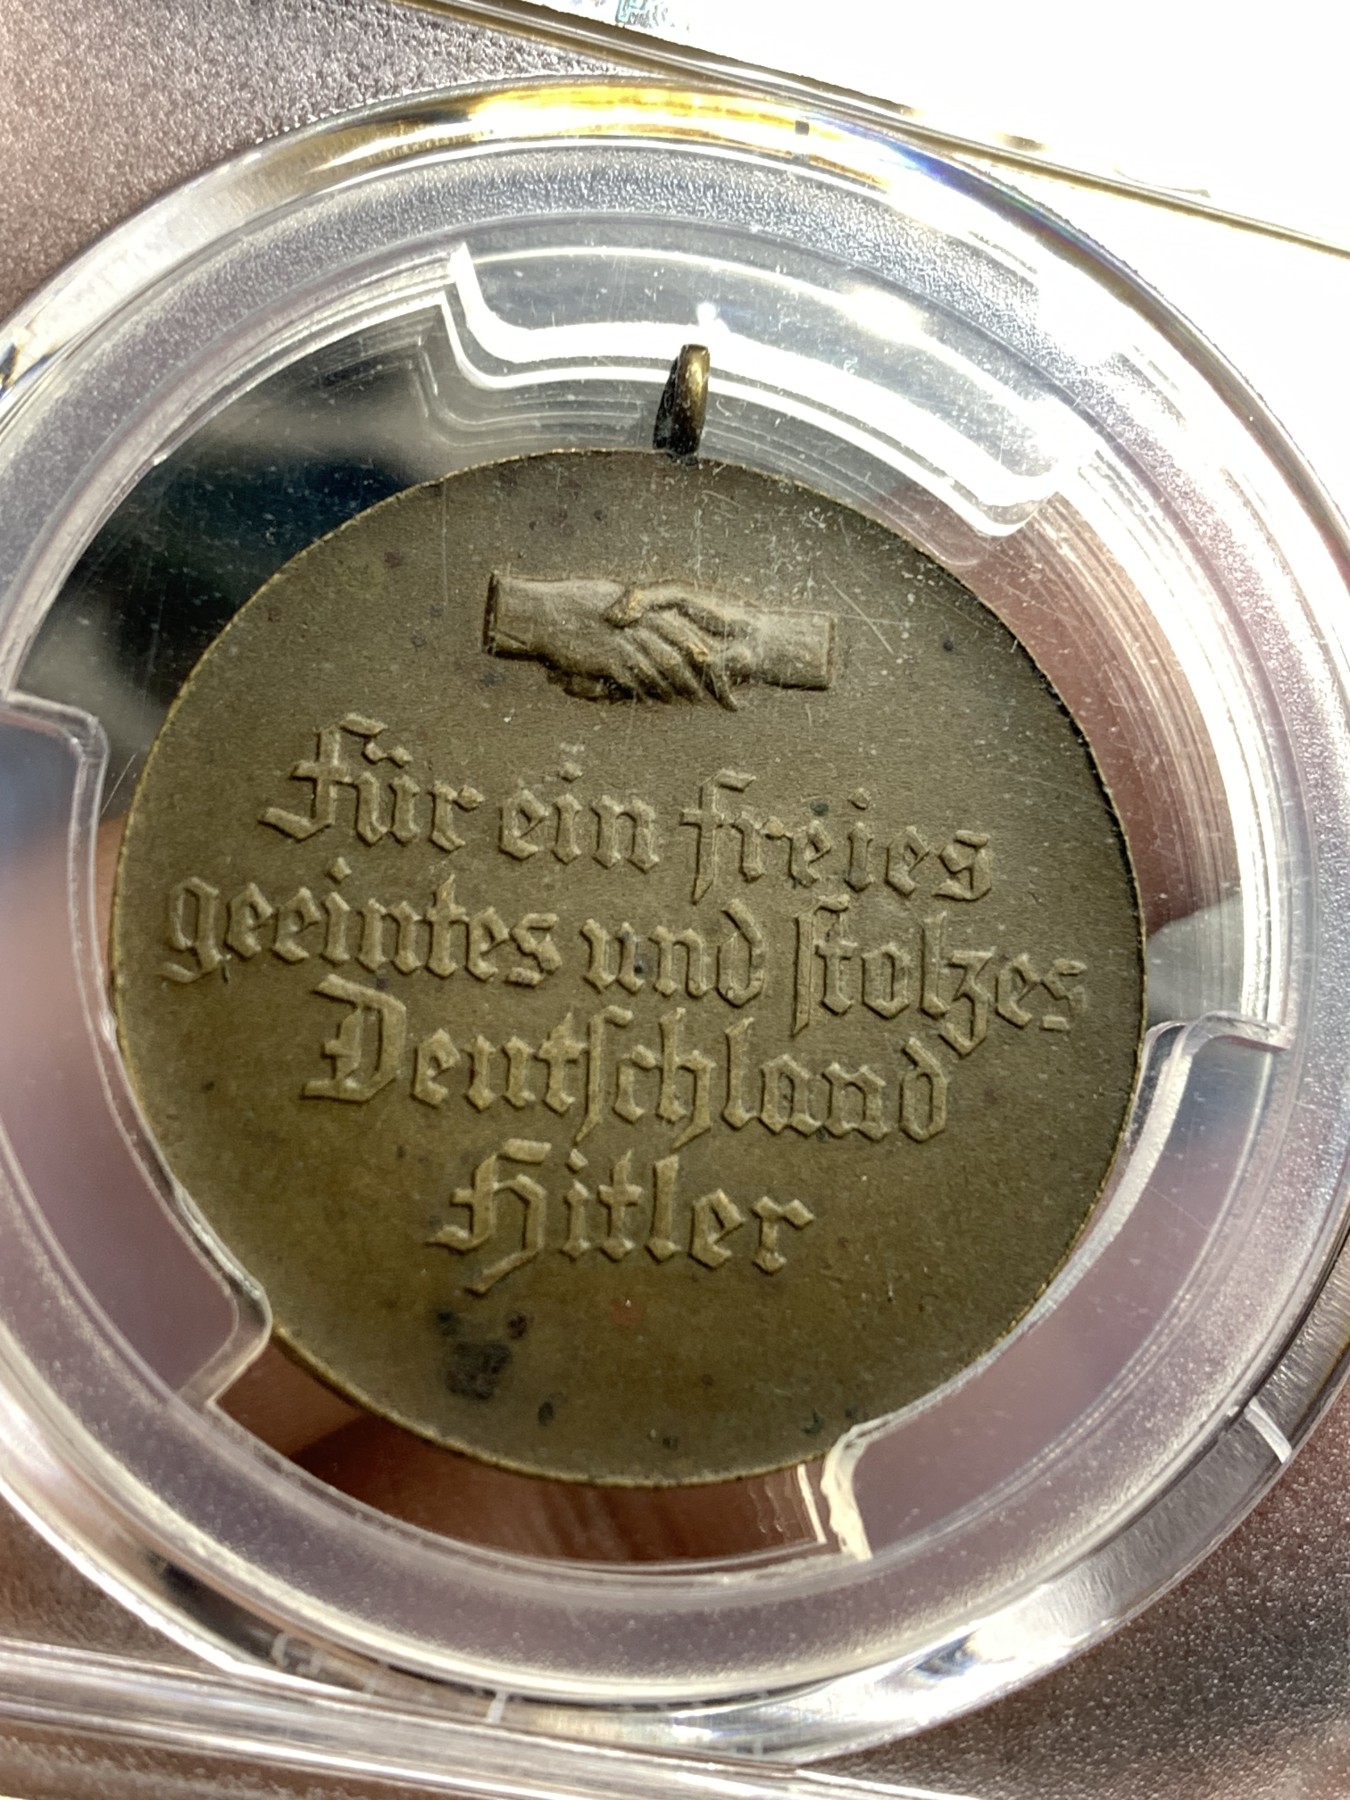 Für ein freies
geeintes und stolzes
Deutschland
Hitler